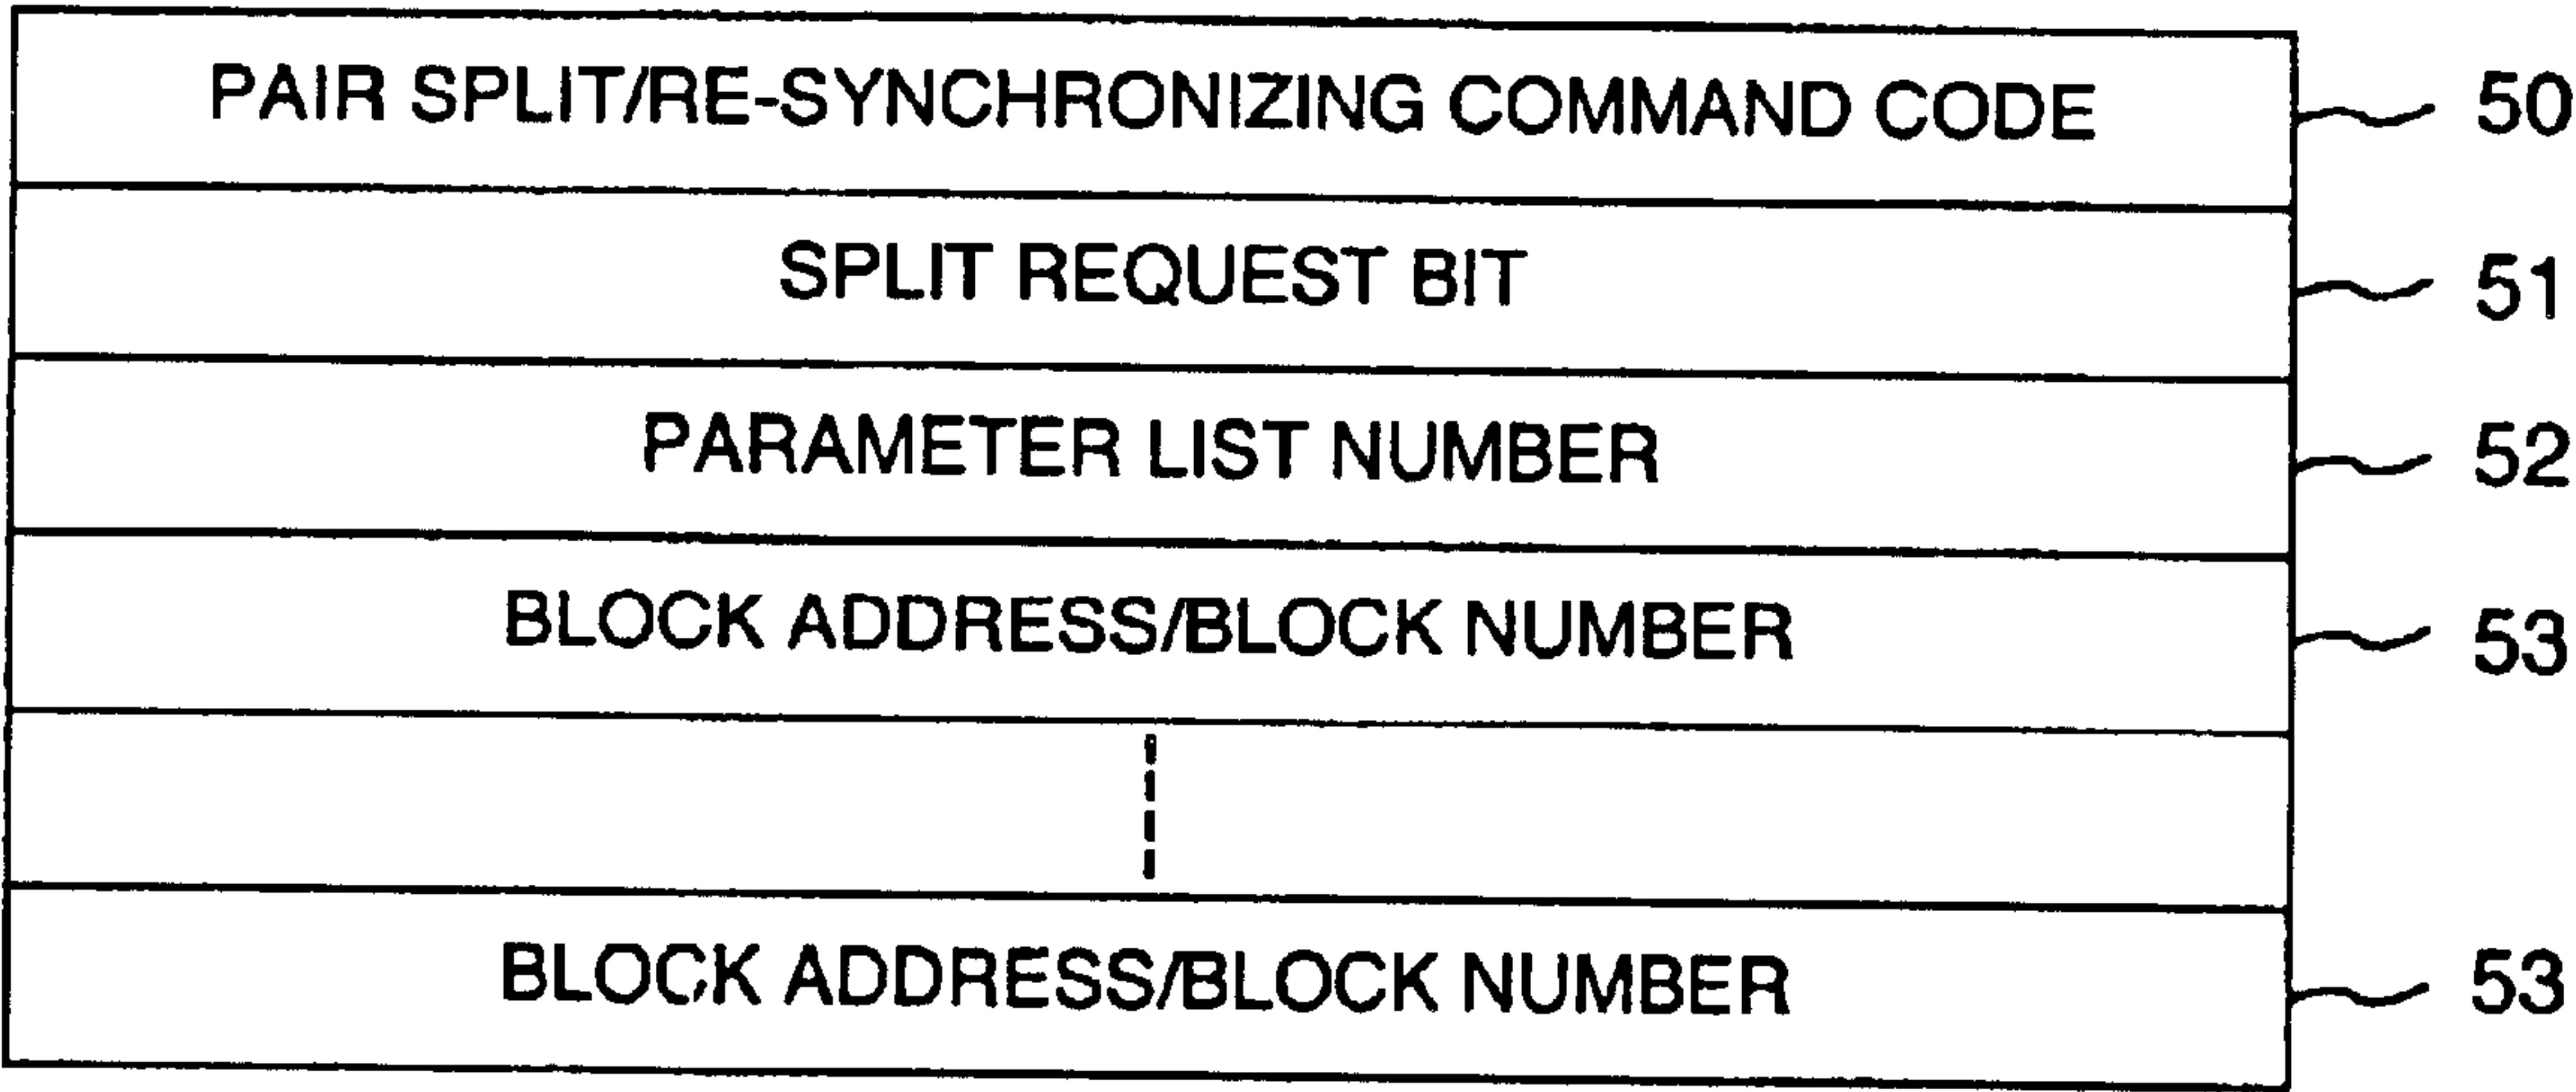 PAIR SPLIT/RE-SYNCHRONIZING COMMAND CODE 50
SPLIT REQUEST BIT 51
PARAMETER LIST NUMBER 52
BLOCK ADDRESS/BLOCK NUMBER 53
BLOCK ADDRESS/BLOCK NUMBER 53